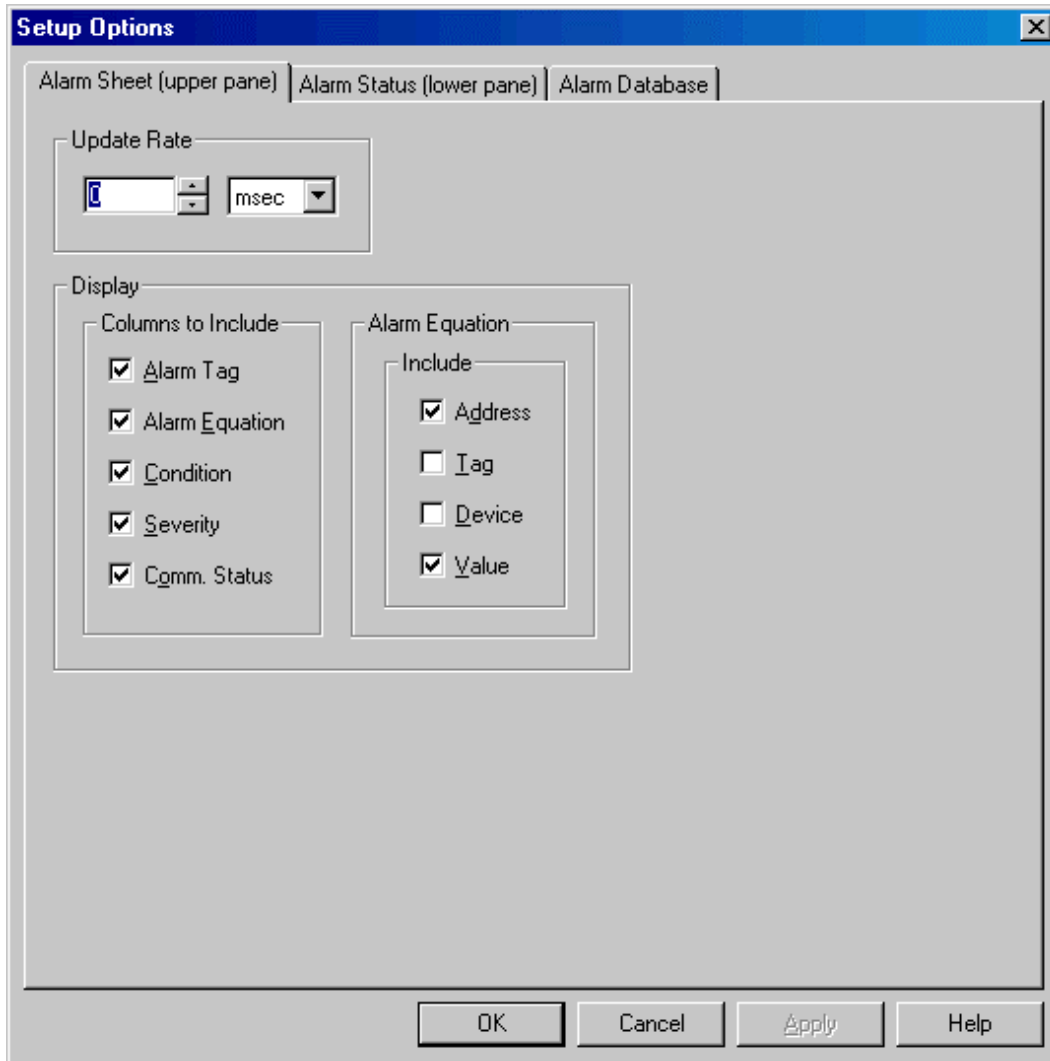 Setup Options
Alarm Sheet (upper pane)
Alarm Status (lower pane)
Alarm Database
Update Rate
0
msec
Display
Columns to Include
Alarm Tag
Alarm Equation
Condition
Severity
Comm. Status
Alarm Equation
Include
Address
Tag
Device
Value
OK
Cancel
Apply
Help